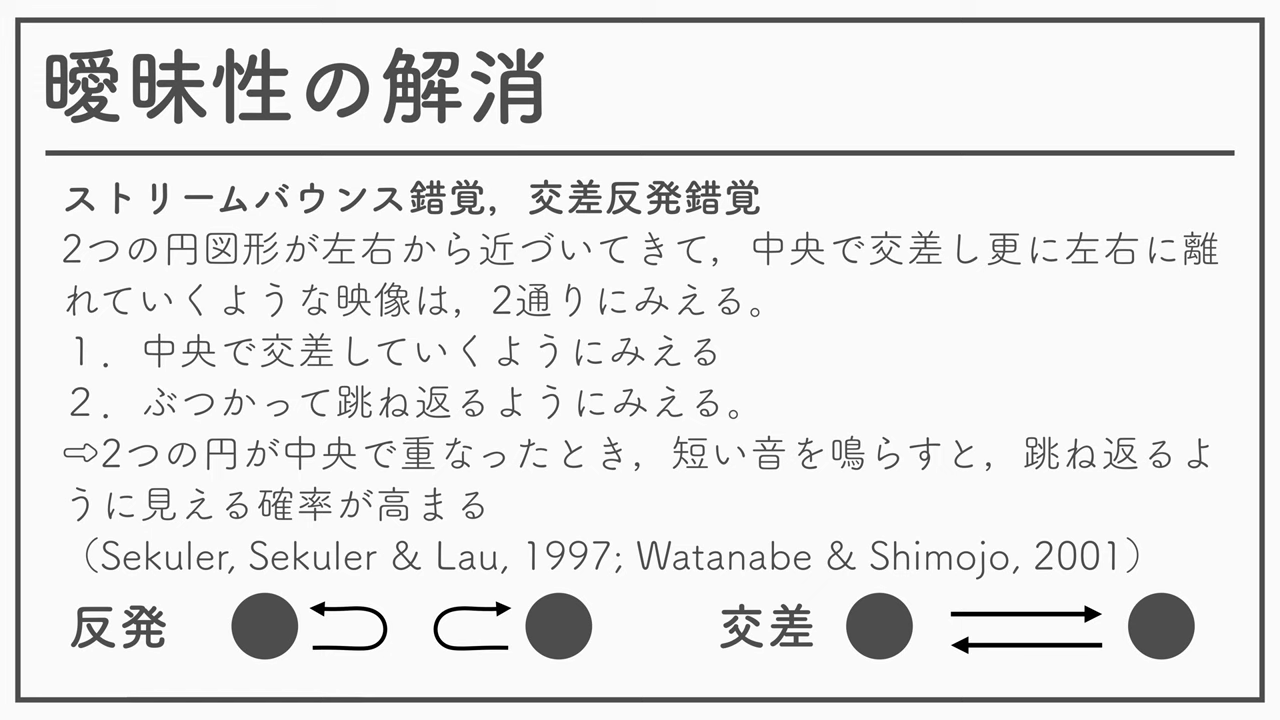 曖昧性の解消
ストリームバウンス錯覚，交差反発錯覚
2つの円図形が左右から近づいてきて，中央で交差し更に左右に離
れていくような映像は，2通りにみえる。
１．中央で交差していくようにみえる
２．ぶつかって跳ね返るようにみえる。
⇨2つの円が中央で重なったとき，短い音を鳴らすと，跳ね返るよ
うに見える確率が高まる
（Sekuler, Sekuler & Lau, 1997; Watanabe & Shimojo, 2001）
反発 交差